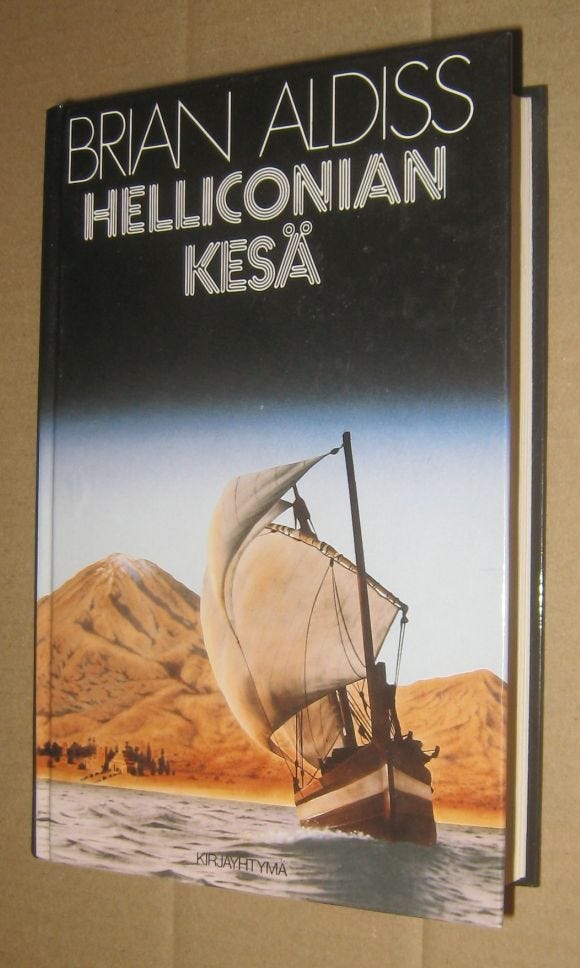 BRIAN ALDISS
HELLICONIAN
KESÄ
KIRJAYHTYMÄ